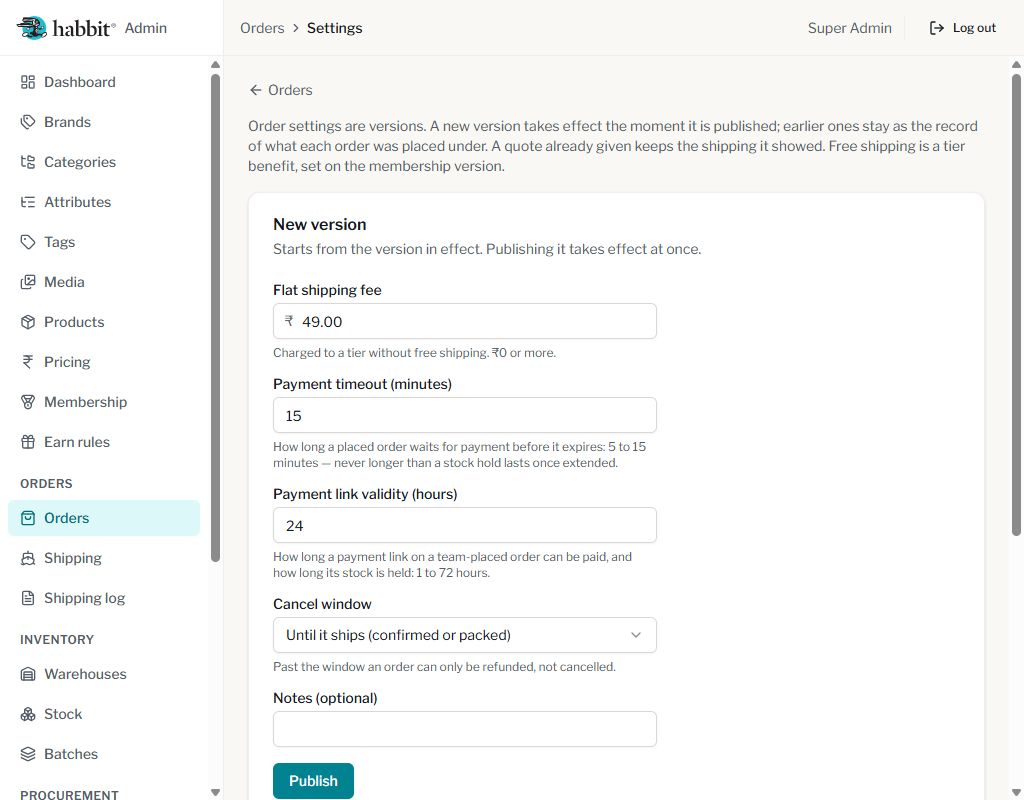 habbit® Admin
Orders > Settings
Super Admin
Log out
Dashboard
Brands
Categories
Attributes
Tags
Media
Products
Pricing
Membership
Earn rules
ORDERS
Orders
Shipping
Shipping log
INVENTORY
Warehouses
Stock
Batches
PROCUREMENT
← Orders
Order settings are versions. A new version takes effect the moment it is published; earlier ones stay as the record
of what each order was placed under. A quote already given keeps the shipping it showed. Free shipping is a tier
benefit, set on the membership version.
New version
Starts from the version in effect. Publishing it takes effect at once.
Flat shipping fee
₹ 49.00
Charged to a tier without free shipping. ₹0 or more.
Payment timeout (minutes)
15
How long a placed order waits for payment before it expires: 5 to 15
minutes — never longer than a stock hold lasts once extended.
Payment link validity (hours)
24
How long a payment link on a team-placed order can be paid, and
how long its stock is held: 1 to 72 hours.
Cancel window
Until it ships (confirmed or packed)
Past the window an order can only be refunded, not cancelled.
Notes (optional)
Publish